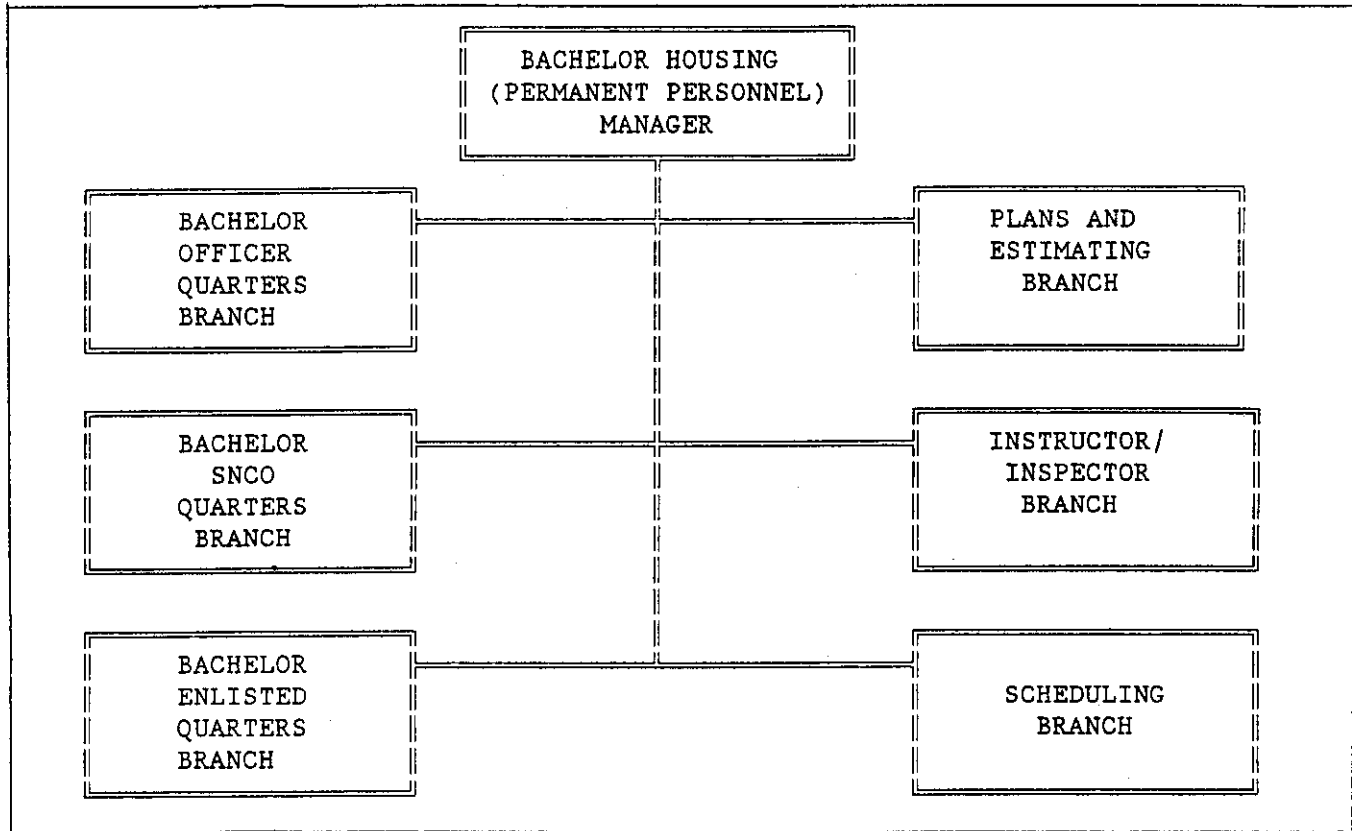 BACHELOR HOUSING
(PERMANENT PERSONNEL)
MANAGER
BACHELOR
OFFICER
QUARTERS
BRANCH
PLANS AND
ESTIMATING
BRANCH
BACHELOR
SNCO
QUARTERS
BRANCH
INSTRUCTOR/
INSPECTOR
BRANCH
BACHELOR
ENLISTED
QUARTERS
BRANCH
SCHEDULING
BRANCH